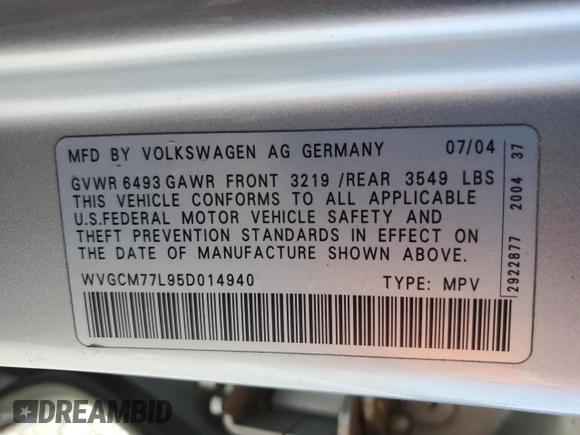 MFD BY VOLKSWAGEN AG GERMANY 07/04
GVWR 6493 GAWR FRONT 3219 /REAR 3549 LBS
THIS VEHICLE CONFORMS TO ALL APPLICABLE
U.S.FEDERAL MOTOR VEHICLE SAFETY AND
THEFT PREVENTION STANDARDS IN EFFECT ON
THE DATE OF MANUFACTURE SHOWN ABOVE.
WVGCM77L95D014940 TYPE: MPV
2922877 2004 37
DREAMBID